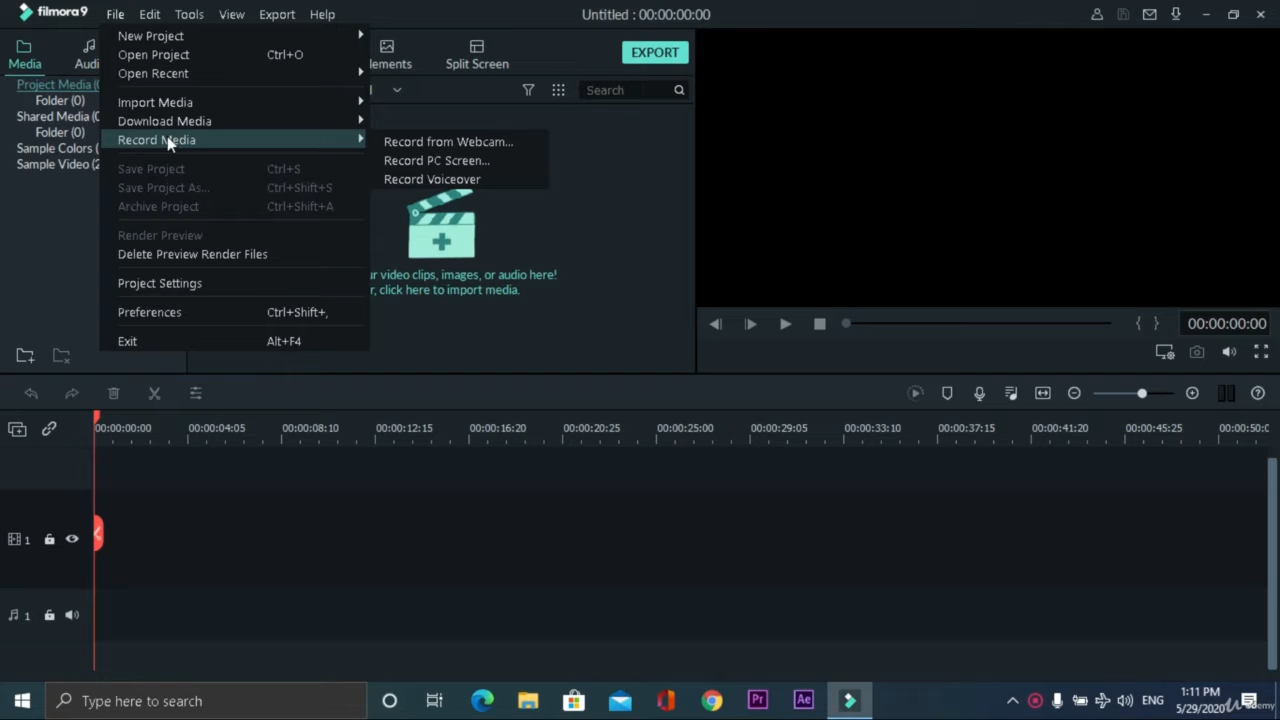 filmora9 File Edit Tools View Export Help Untitled : 00:00:00:00
Media Audi lements Split Screen EXPORT
New Project
Open Project Ctrl+O
Open Recent
Import Media
Download Media
Record Media
Save Project Ctrl+S
Save Project As... Ctrl+Shift+S
Archive Project Ctrl+Shift+A
Render Preview
Delete Preview Render Files
Project Settings
Preferences Ctrl+Shift+,
Exit Alt+F4
Record from Webcam...
Record PC Screen...
Record Voiceover
Project Media (0
Folder (0)
Shared Media (0
Folder (0)
Sample Colors (
Sample Video (2
Search
ur video clips, images, or audio here!
r, click here to import media.
00:00:00:00
00:00:00:00 00:00:04:05 00:00:08:10 00:00:12:15 00:00:16:20 00:00:20:25 00:00:25:00 00:00:29:05 00:00:33:10 00:00:37:15 00:00:41:20 00:00:45:25 00:00:50:0
1
1
Type here to search
Pr Ae
ENG
1:11 PM
5/29/2020